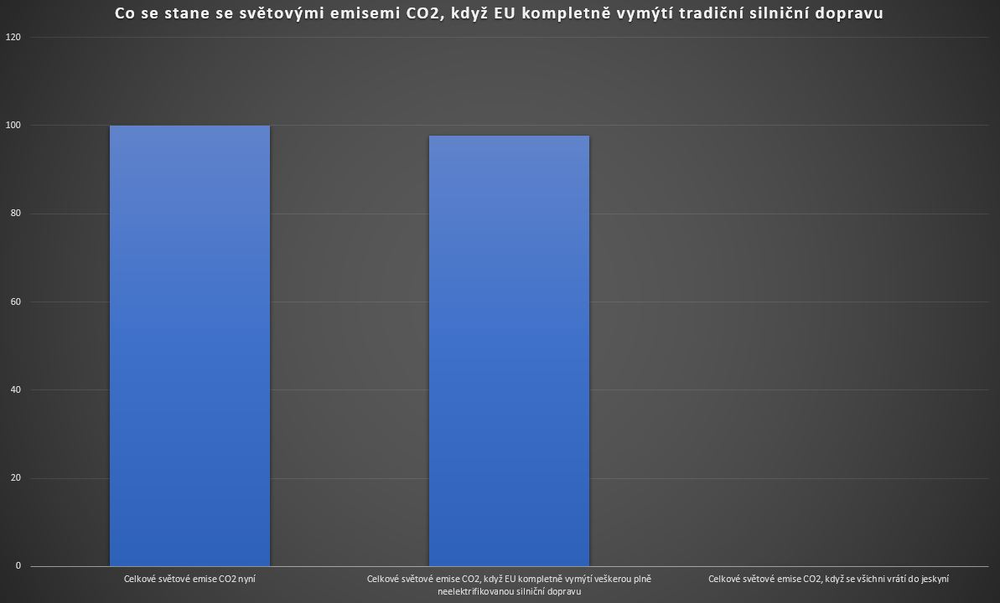 Co se stane se světovými emisemi CO2, když EU kompletně vymýtí tradiční silniční dopravu
120
100
80
60
40
20
0
Celkové světové emise CO2 nyní
Celkové světové emise CO2, když EU kompletně vymýtí veškerou plně
neelektrifikovanou silniční dopravu
Celkové světové emise CO2, když se všichni vrátí do jeskyní